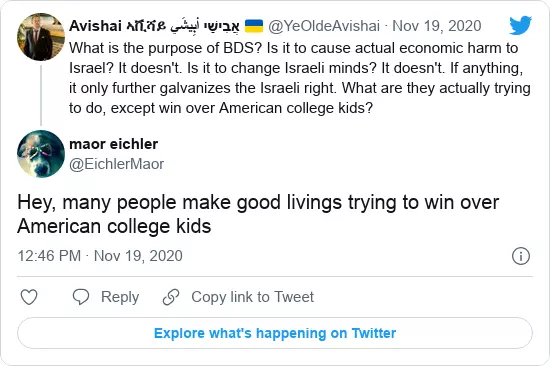 Avishai ኣቪሻይ אֲבִישַׁי أَبِيشَي 🇺🇦 @YeOldeAvishai · Nov 19, 2020
What is the purpose of BDS? Is it to cause actual economic harm to
Israel? It doesn't. Is it to change Israeli minds? It doesn't. If anything,
it only further galvanizes the Israeli right. What are they actually trying
to do, except win over American college kids?
maor eichler
@EichlerMaor
Hey, many people make good livings trying to win over
American college kids
12:46 PM · Nov 19, 2020
Reply
Copy link to Tweet
Explore what's happening on Twitter